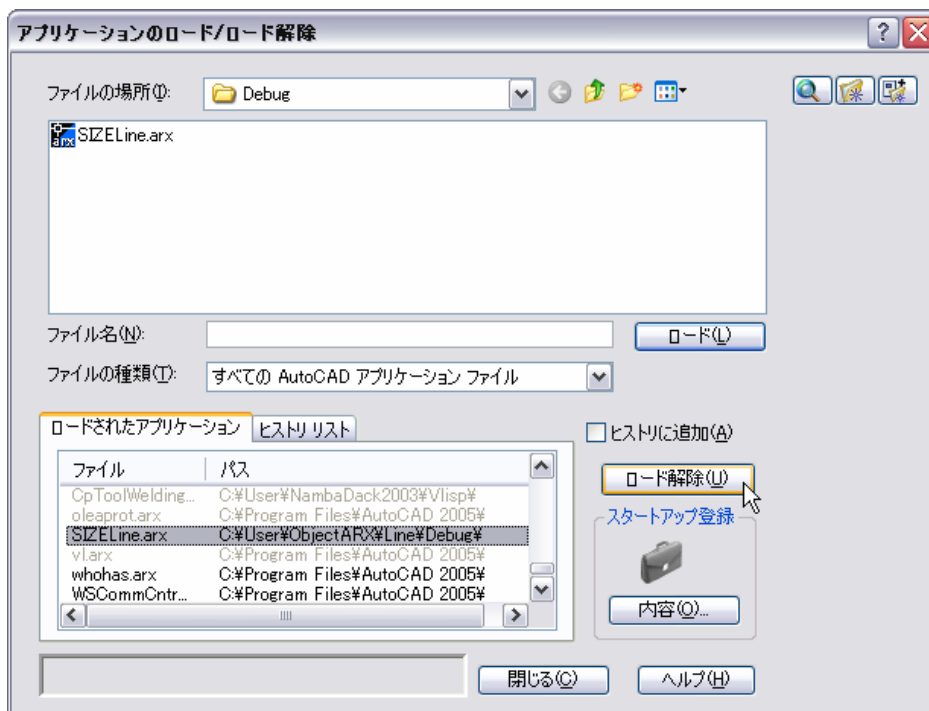 アプリケーションのロード/ロード解除
ファイルの場所(I):
Debug
SIZELine.arx
ファイル名(N):
ロード(L)
ファイルの種類(T):
すべての AutoCAD アプリケーション ファイル
ロードされたアプリケーション
ヒストリ リスト
ヒストリに追加(A)
ファイル パス
CpToolWelding... C:¥User¥NambaDack2003¥Vlisp¥
oleaprot.arx C:¥Program Files¥AutoCAD 2005¥
SIZELine.arx C:¥User¥ObjectARX¥Line¥Debug¥
vl.arx C:¥Program Files¥AutoCAD 2005¥
whohas.arx C:¥Program Files¥AutoCAD 2005¥
WSCommCntr... C:¥Program Files¥AutoCAD 2005¥
ロード解除(U)
スタートアップ登録
内容(O)...
閉じる(C)
ヘルプ(H)